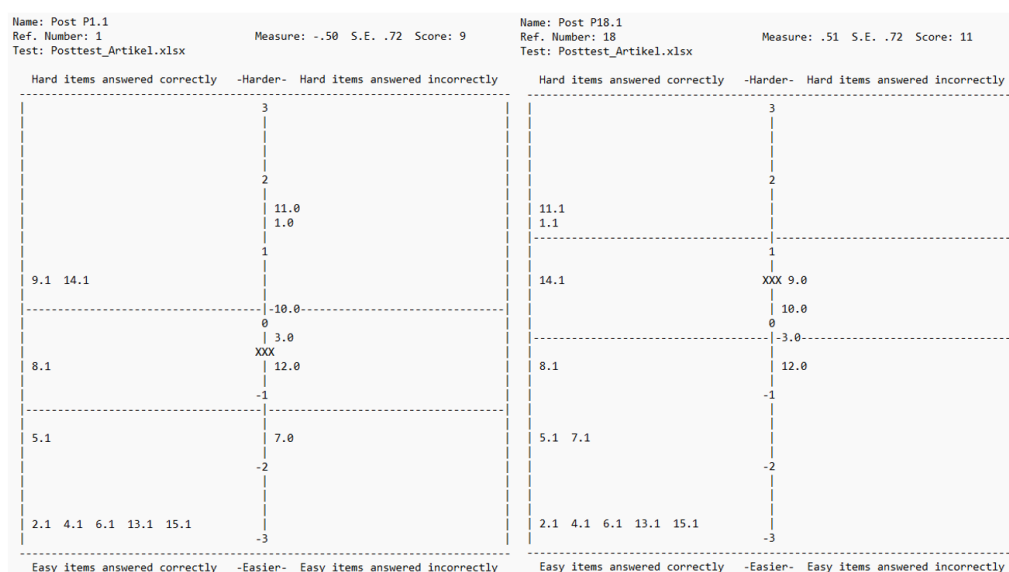 Name: Post P1.1
Ref. Number: 1 Measure: -.50 S.E. .72 Score: 9
Test: Posttest_Artikel.xlsx
Hard items answered correctly -Harder- Hard items answered incorrectly
3
2
11.0
1.0
1
9.1 14.1
-10.0
0
3.0
XXX
8.1 12.0
-1
5.1 7.0
-2
2.1 4.1 6.1 13.1 15.1
-3
Easy items answered correctly -Easier- Easy items answered incorrectly
Name: Post P18.1
Ref. Number: 18 Measure: .51 S.E. .72 Score: 11
Test: Posttest_Artikel.xlsx
Hard items answered correctly -Harder- Hard items answered incorrectly
3
2
11.1
1.1
1
14.1 XXX 9.0
10.0
0
-3.0
8.1 12.0
-1
5.1 7.1
-2
2.1 4.1 6.1 13.1 15.1
-3
Easy items answered correctly -Easier- Easy items answered incorrectly